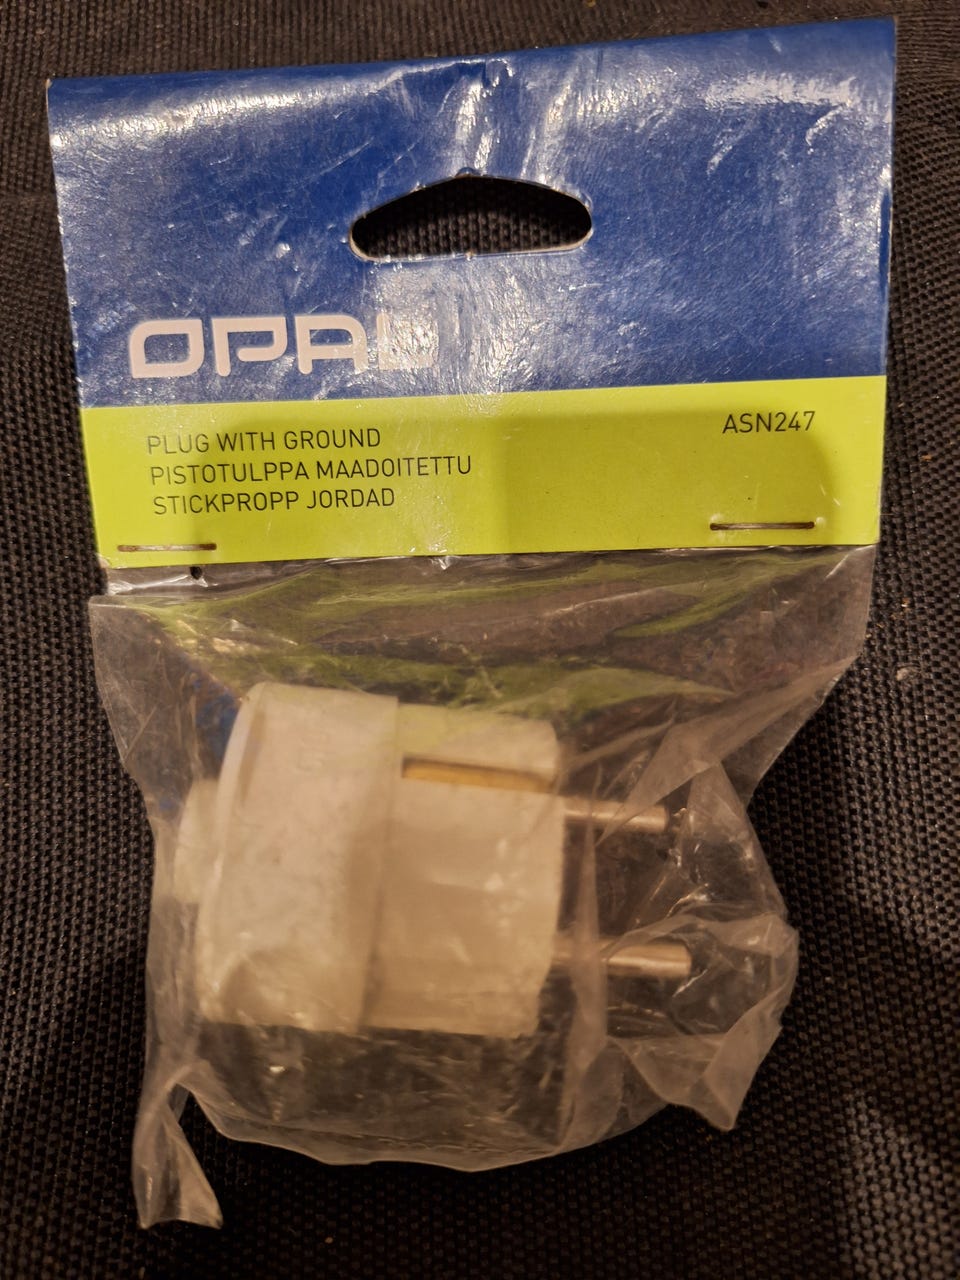 OPAL
PLUG WITH GROUND
PISTOTULPPA MAADOITETTU
STICKPROPP JORDAD
ASN247